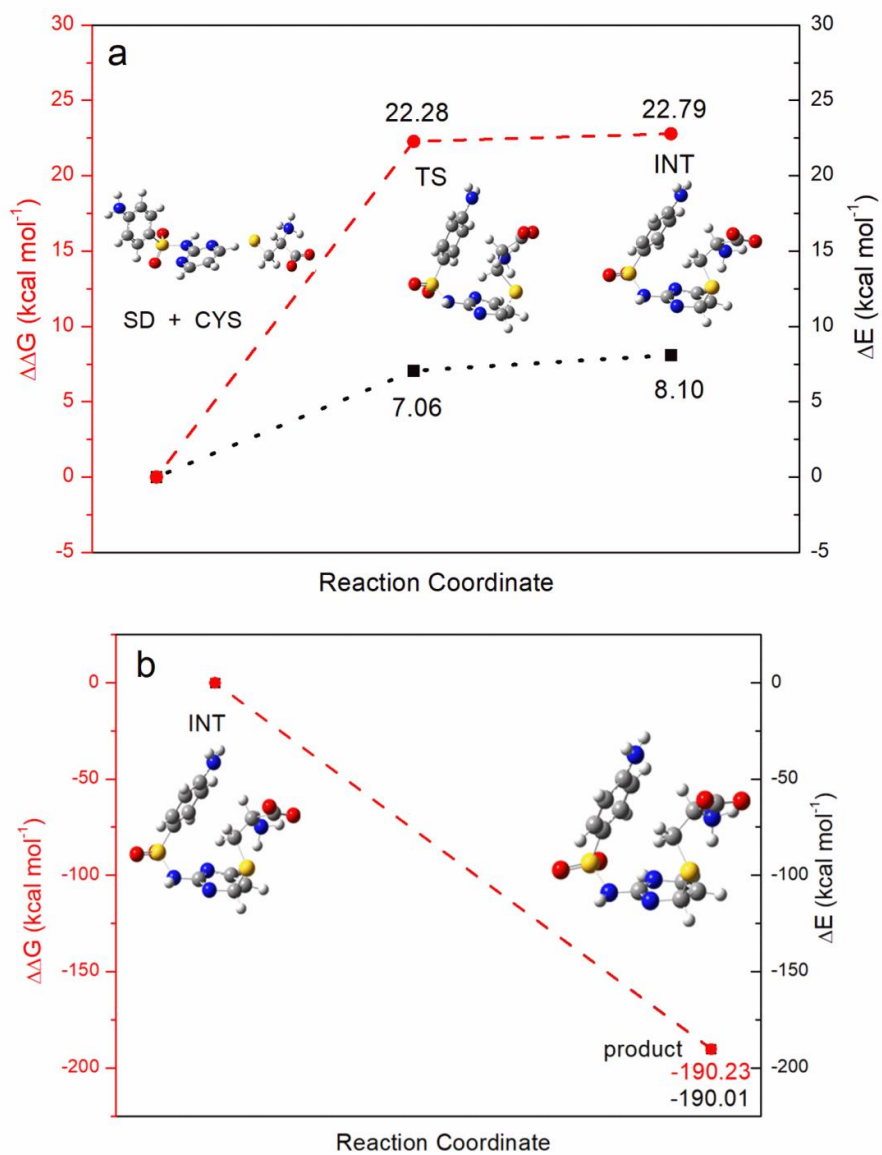 a
30
25
20
15
10
5
0
-5
ΔΔG (kcal mol⁻¹)
30
25
20
15
10
5
0
-5
ΔE (kcal mol⁻¹)
22.28
22.79
TS
INT
SD + CYS
7.06
8.10
Reaction Coordinate
b
0
-50
-100
-150
-200
ΔΔG (kcal mol⁻¹)
0
-50
-100
-150
-200
ΔE (kcal mol⁻¹)
INT
product
-190.23
-190.01
Reaction Coordinate